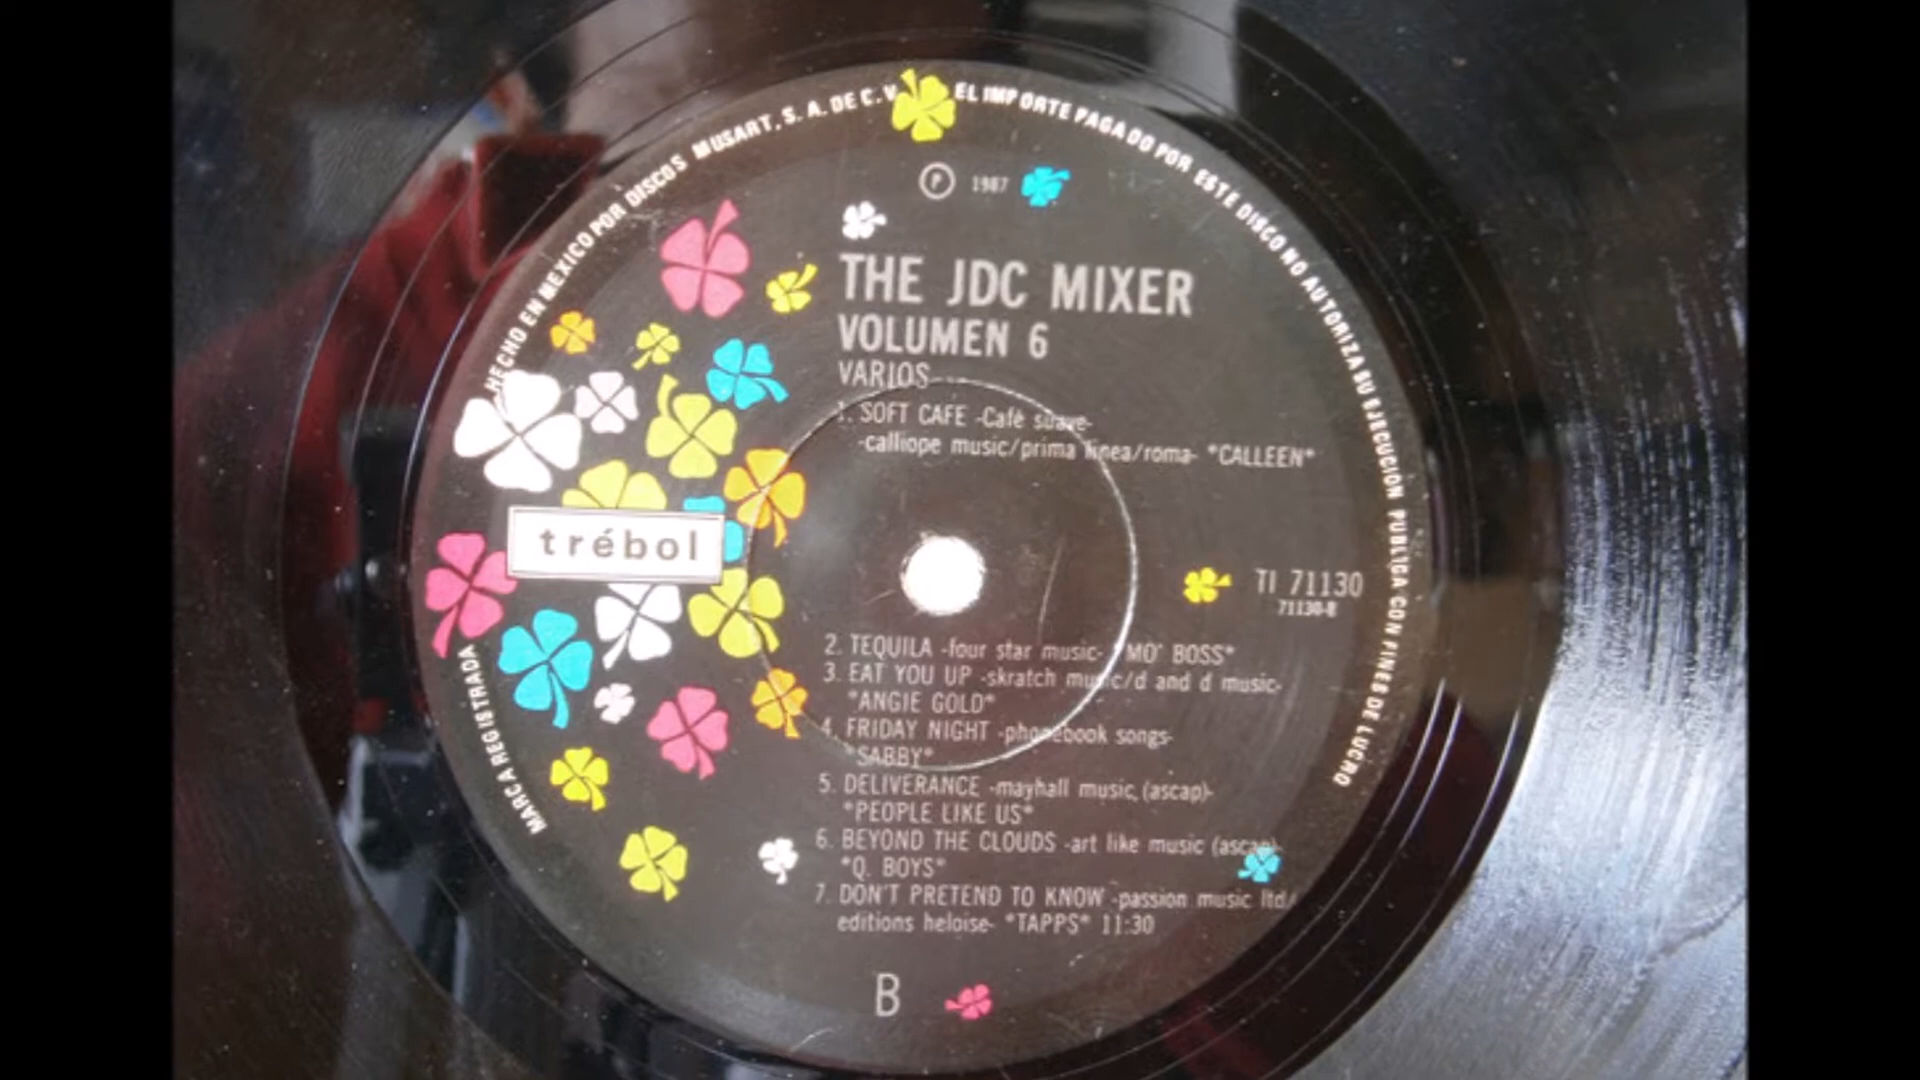 HECHO EN MEXICO POR DISCOS MUSART, S. A. DE C.V.
EL IMPORTE PAGADO POR ESTE DISCO NO AUTORIZA SU EJECUCION PUBLICA CON FINES DE LUCRO
MARCA REGISTRADA
Ⓟ 1987
THE JDC MIXER
VOLUMEN 6
VARIOS
1. SOFT CAFE -Café suave-
-calliope music/prima linea/roma- *CALLEEN*
trébol
TI 71130
71130-B
2. TEQUILA -four star music- *MO' BOSS*
3. EAT YOU UP -skratch music/d and d music-
*ANGIE GOLD*
4. FRIDAY NIGHT -phonebook songs-
*SABBY*
5. DELIVERANCE -mayhall music, (ascap)-
*PEOPLE LIKE US*
6. BEYOND THE CLOUDS -art like music (ascap)-
*Q. BOYS*
7. DON'T PRETEND TO KNOW -passion music ltd/
editions heloise- *TAPPS* 11:30
B